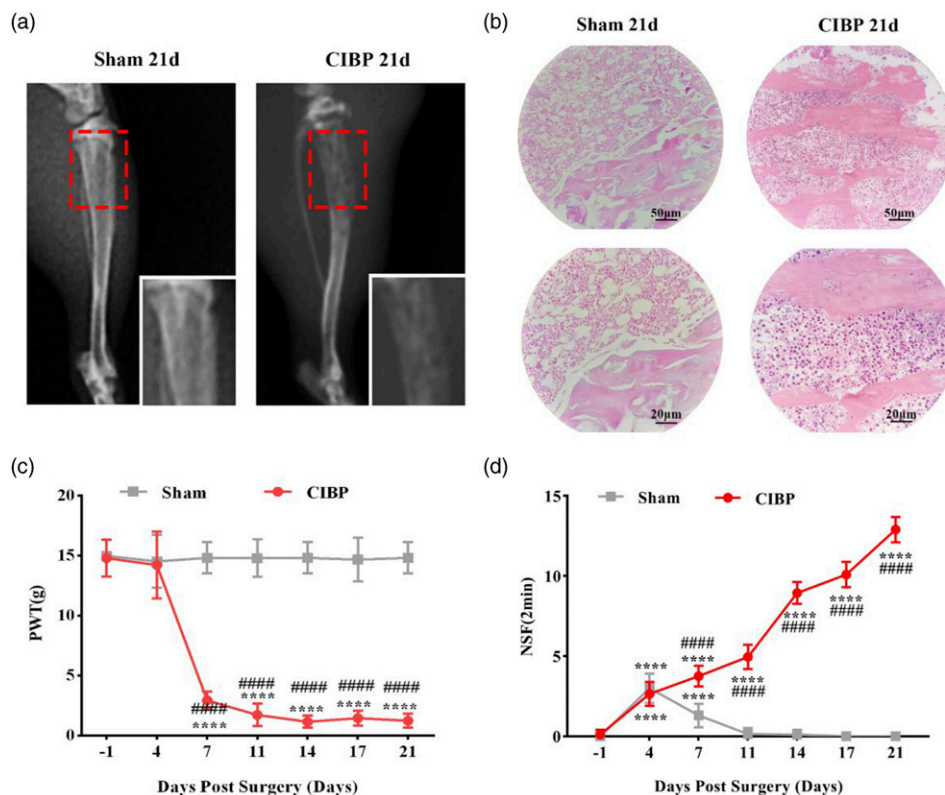 (a)
Sham 21d
CIBP 21d
(b)
Sham 21d
CIBP 21d
50μm
50μm
20μm
20μm
(c)
Sham
CIBP
PWT(g)
20
15
10
5
0
####
****
####
****
####
****
####
****
####
****
-1 4 7 11 14 17 21
Days Post Surgery (Days)
(d)
Sham
CIBP
NSF(2min)
15
10
5
0
****
****
####
****
****
****
####
****
####
****
####
****
####
-1 4 7 11 14 17 21
Days Post Surgery (Days)